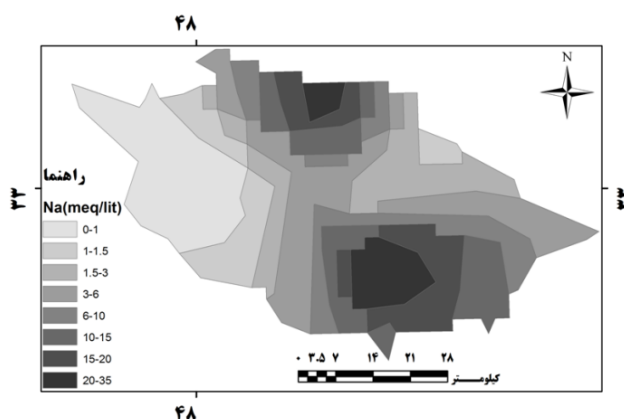 ۴۸
N
۳۳
۳۳
راهنما
Na(meq/lit)
0-1
1-1.5
1.5-3
3-6
6-10
10-15
15-20
20-35
۰ ۳.۵ ۷ ۱۴ ۲۱ ۲۸
کیلومتر
۴۸